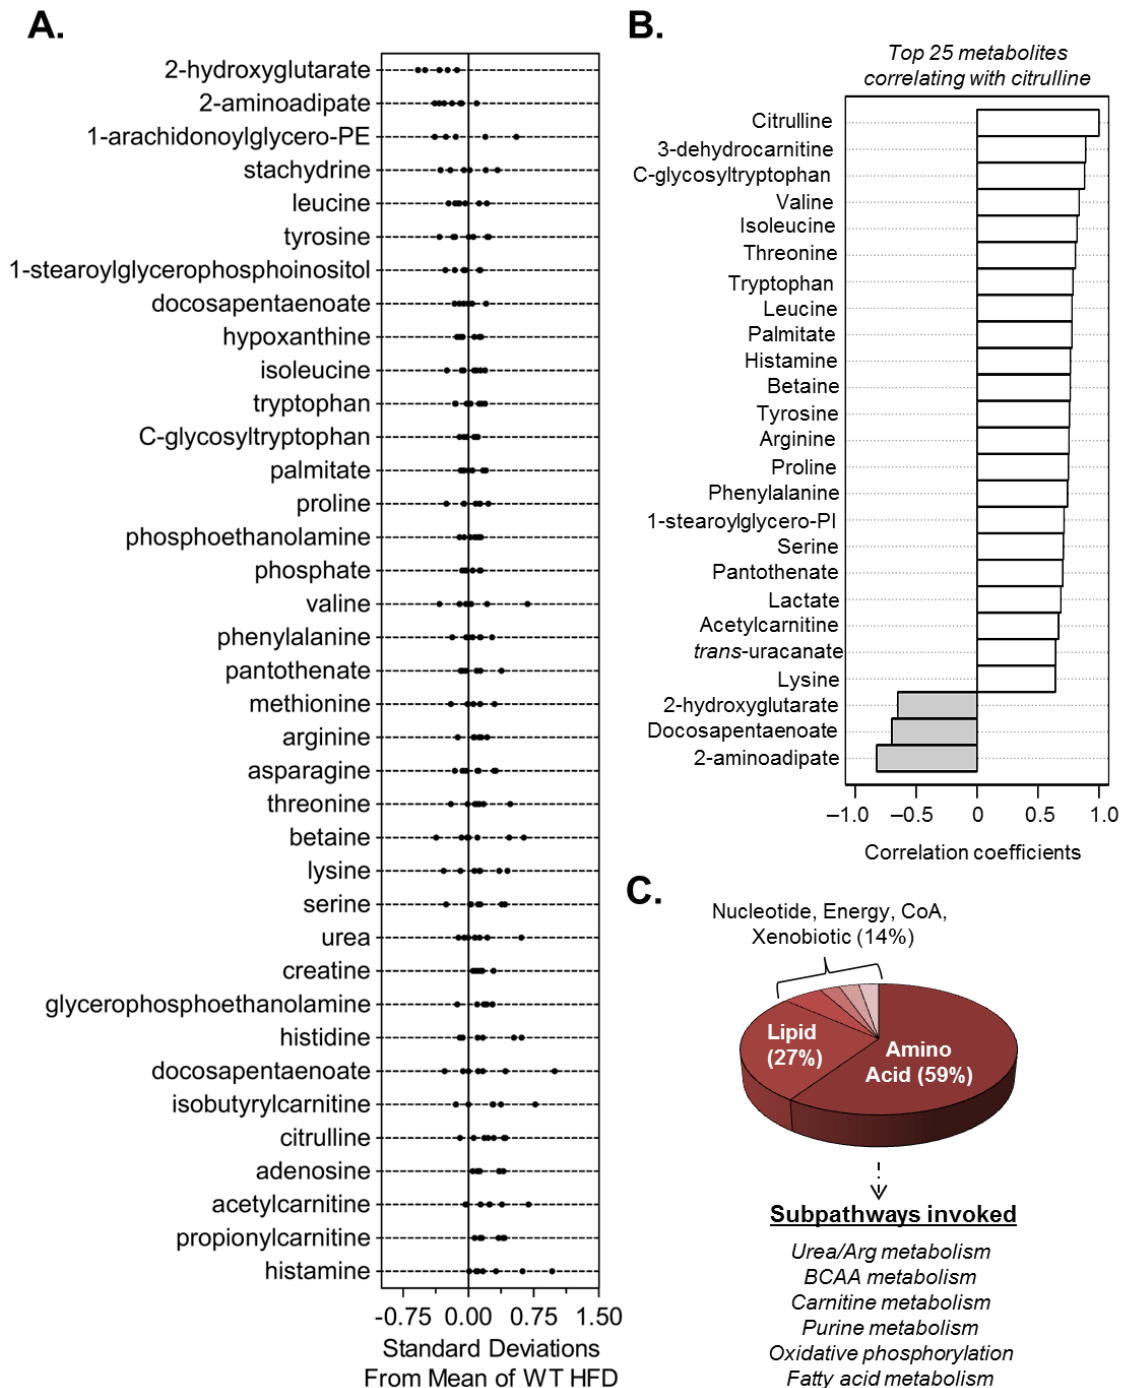 A.
2-hydroxyglutarate
2-aminoadipate
1-arachidonoylglycero-PE
stachydrine
leucine
tyrosine
1-stearoylglycerophosphoinositol
docosapentaenoate
hypoxanthine
isoleucine
tryptophan
C-glycosyltryptophan
palmitate
proline
phosphoethanolamine
phosphate
valine
phenylalanine
pantothenate
methionine
arginine
asparagine
threonine
betaine
lysine
serine
urea
creatine
glycerophosphoethanolamine
histidine
docosapentaenoate
isobutyrylcarnitine
citrulline
adenosine
acetylcarnitine
propionylcarnitine
histamine
-0.75 0.00 0.75 1.50
Standard Deviations
From Mean of WT HFD
B.
Top 25 metabolites
correlating with citrulline
Citrulline
3-dehydrocarnitine
C-glycosyltryptophan
Valine
Isoleucine
Threonine
Tryptophan
Leucine
Palmitate
Histamine
Betaine
Tyrosine
Arginine
Proline
Phenylalanine
1-stearoylglycero-PI
Serine
Pantothenate
Lactate
Acetylcarnitine
trans-uracanate
Lysine
2-hydroxyglutarate
Docosapentaenoate
2-aminoadipate
–1.0 –0.5 0 0.5 1.0
Correlation coefficients
C.
Nucleotide, Energy, CoA,
Xenobiotic (14%)
Lipid
(27%)
Amino
Acid (59%)
Subpathways invoked
Urea/Arg metabolism
BCAA metabolism
Carnitine metabolism
Purine metabolism
Oxidative phosphorylation
Fatty acid metabolism